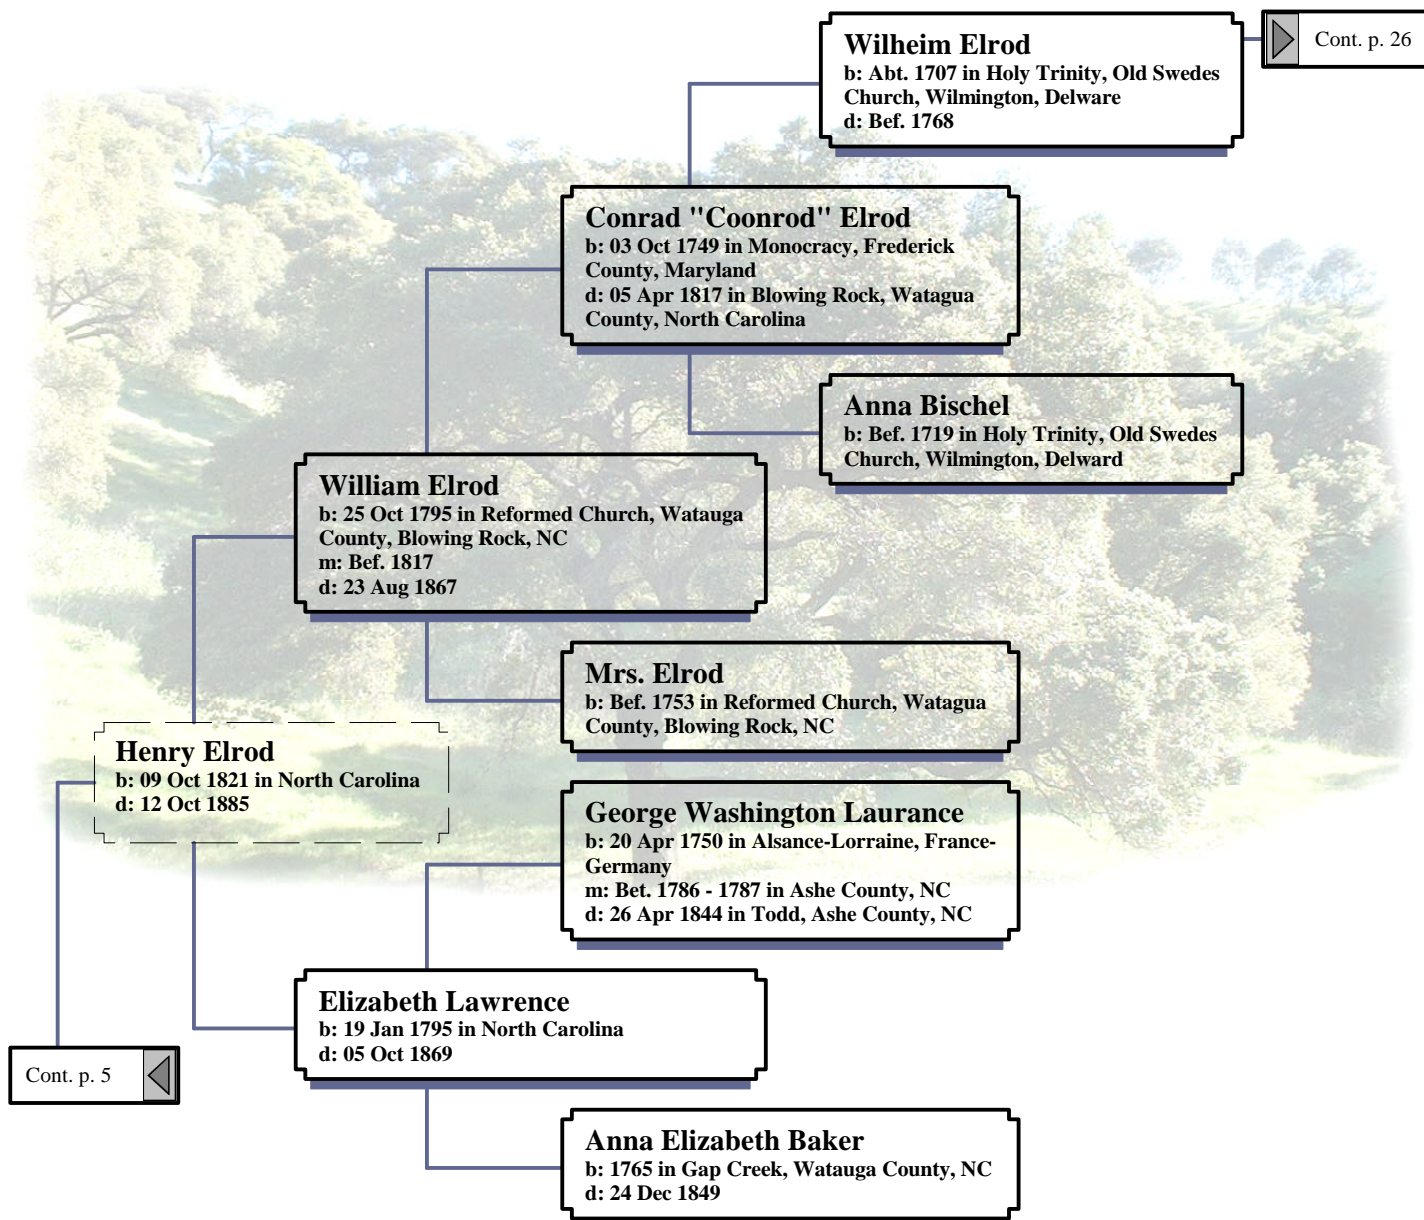 Wilheim Elrod
b: Abt. 1707 in Holy Trinity, Old Swedes
Church, Wilmington, Delware
d: Bef. 1768
Cont. p. 26
Conrad "Coonrod" Elrod
b: 03 Oct 1749 in Monocracy, Frederick
County, Maryland
d: 05 Apr 1817 in Blowing Rock, Watagua
County, North Carolina
Anna Bischel
b: Bef. 1719 in Holy Trinity, Old Swedes
Church, Wilmington, Delward
William Elrod
b: 25 Oct 1795 in Reformed Church, Watauga
County, Blowing Rock, NC
m: Bef. 1817
d: 23 Aug 1867
Mrs. Elrod
b: Bef. 1753 in Reformed Church, Watagua
County, Blowing Rock, NC
Henry Elrod
b: 09 Oct 1821 in North Carolina
d: 12 Oct 1885
George Washington Laurance
b: 20 Apr 1750 in Alsance-Lorraine, France-
Germany
m: Bet. 1786 - 1787 in Ashe County, NC
d: 26 Apr 1844 in Todd, Ashe County, NC
Elizabeth Lawrence
b: 19 Jan 1795 in North Carolina
d: 05 Oct 1869
Cont. p. 5
Anna Elizabeth Baker
b: 1765 in Gap Creek, Watauga County, NC
d: 24 Dec 1849